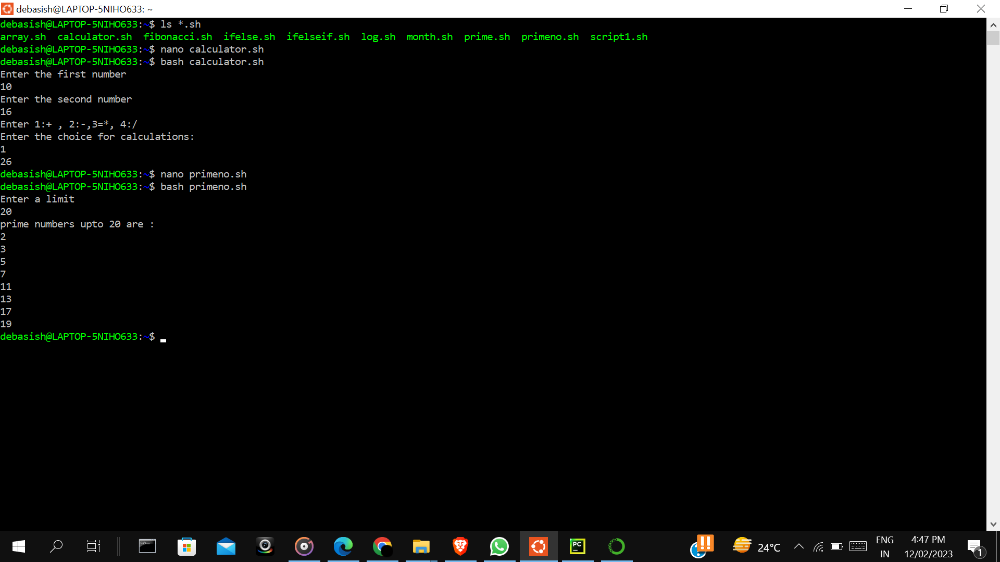 debasish@LAPTOP-5NIHO633: ~
debasish@LAPTOP-5NIHO633:~$ ls *.sh
array.sh  calculator.sh  fibonacci.sh  ifelse.sh  ifelseif.sh  log.sh  month.sh  prime.sh  primeno.sh  script1.sh
debasish@LAPTOP-5NIHO633:~$ nano calculator.sh
debasish@LAPTOP-5NIHO633:~$ bash calculator.sh
Enter the first number
10
Enter the second number
16
Enter 1:+ , 2:-,3=*, 4:/
Enter the choice for calculations:
1
26
debasish@LAPTOP-5NIHO633:~$ nano primeno.sh
debasish@LAPTOP-5NIHO633:~$ bash primeno.sh
Enter a limit
20
prime numbers upto 20 are :
2
3
5
7
11
13
17
19
debasish@LAPTOP-5NIHO633:~$
PC
24°C
ENG
IN
4:47 PM
12/02/2023
1